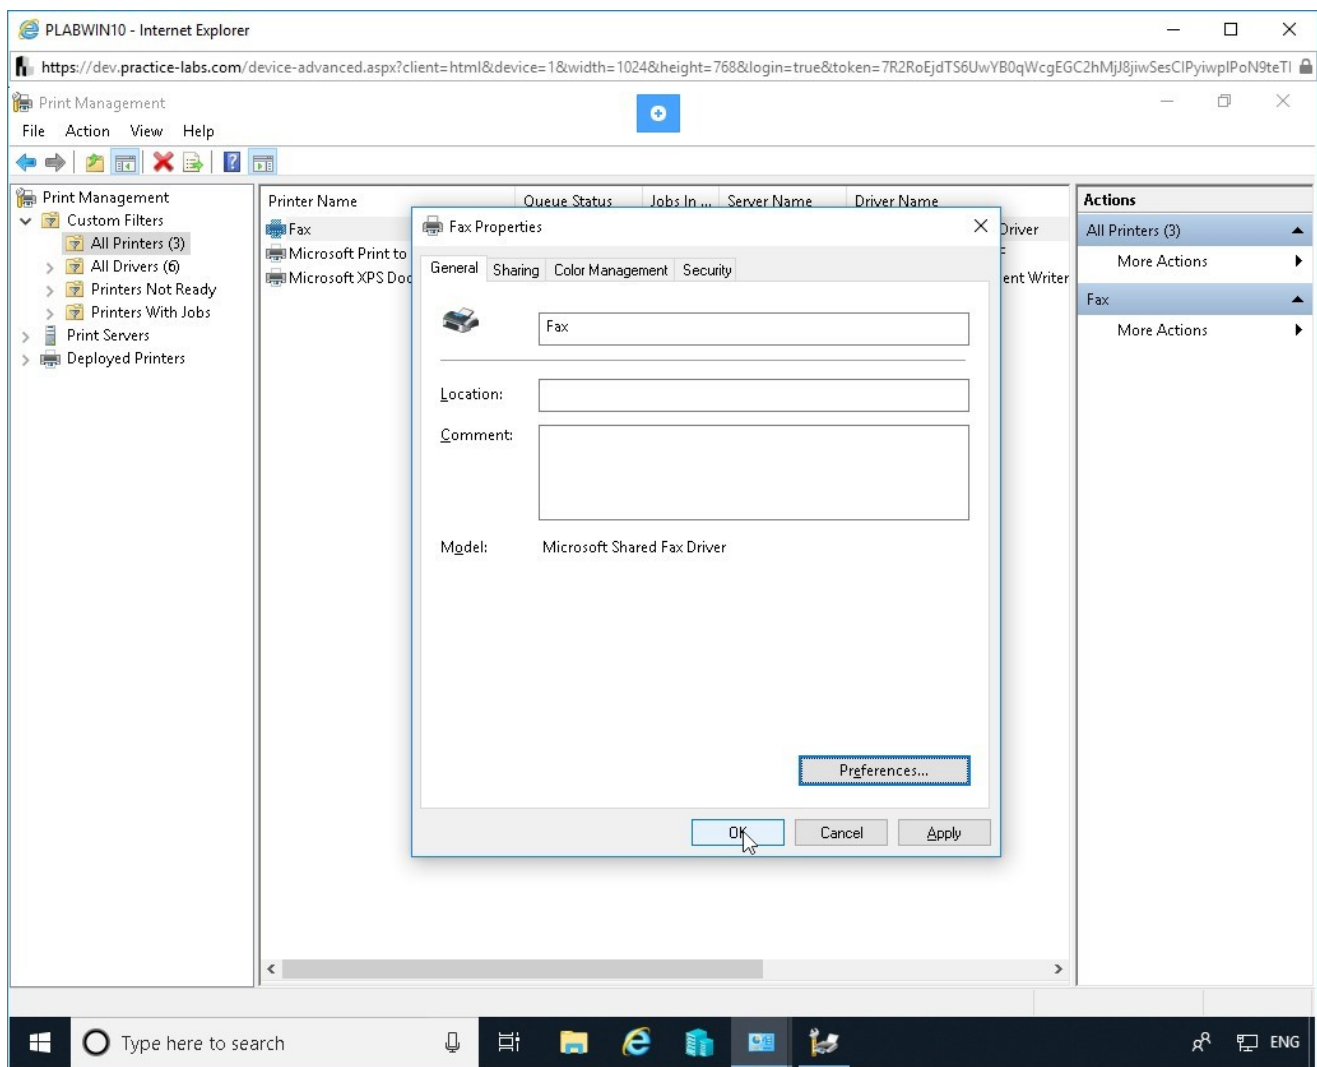 PLABWIN10 - Internet Explorer
https://dev.practice-labs.com/device-advanced.aspx?client=html&device=1&width=1024&height=768&login=true&token=7R2RoEjdTS6UwYB0qWcgEGC2hMjJ8jiwSesCIPyiwpIPoN9teTI
Print Management
File Action View Help
Print Management
Custom Filters
All Printers (3)
All Drivers (6)
Printers Not Ready
Printers With Jobs
Print Servers
Deployed Printers
Printer Name Queue Status Jobs In ... Server Name Driver Name
Fax Driver
Microsoft Print to
Microsoft XPS Doc ent Writer
Fax Properties
General Sharing Color Management Security
Fax
Location:
Comment:
Model: Microsoft Shared Fax Driver
Preferences...
OK Cancel Apply
Actions
All Printers (3)
More Actions
Fax
More Actions
Type here to search
ENG